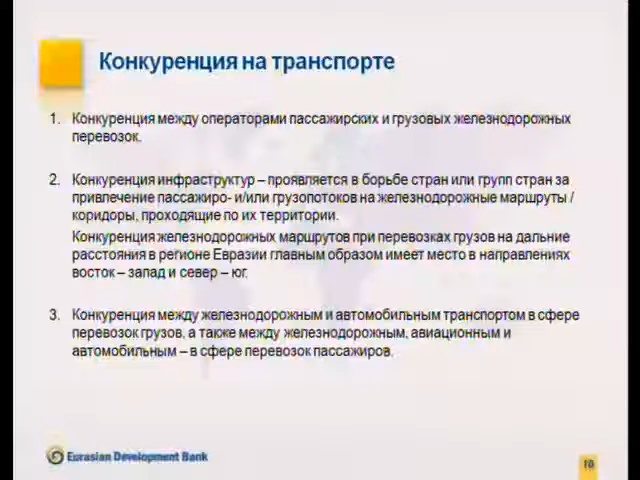 Конкуренция на транспорте
1. Конкуренция между операторами пассажирских и грузовых железнодорожных
перевозок.
2. Конкуренция инфраструктур – проявляется в борьбе стран или групп стран за
привлечение пассажиро- и/или грузопотоков на железнодорожные маршруты /
коридоры, проходящие по их территории.
Конкуренция железнодорожных маршрутов при перевозках грузов на дальние
расстояния в регионе Евразии главным образом имеет место в направлениях
восток – запад и север – юг.
3. Конкуренция между железнодорожным и автомобильным транспортом в сфере
перевозок грузов, а также между железнодорожным, авиационным и
автомобильным – в сфере перевозок пассажиров.
Eurasian Development Bank
10